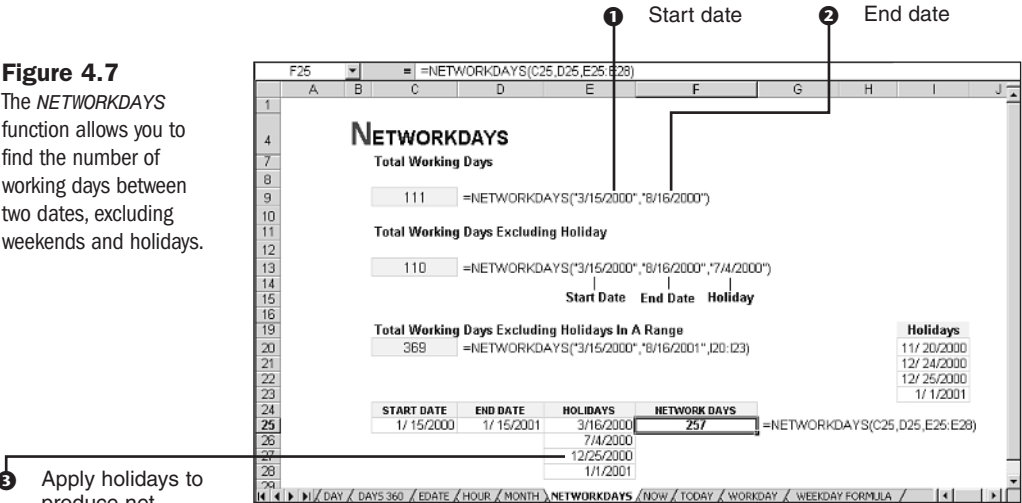 ❶ Start date
❷ End date
Figure 4.7
The NETWORKDAYS
function allows you to
find the number of
working days between
two dates, excluding
weekends and holidays.
F25 = =NETWORKDAYS(C25,D25,E25:E28)
A B C D E F G H I J
1
4 NETWORKDAYS
7 Total Working Days
8
9 111 =NETWORKDAYS("3/15/2000","8/16/2000")
10
11 Total Working Days Excluding Holiday
12
13 110 =NETWORKDAYS("3/15/2000","8/16/2000","7/4/2000")
14
15 Start Date End Date Holiday
16
19 Total Working Days Excluding Holidays In A Range Holidays
20 369 =NETWORKDAYS("3/15/2000","8/16/2001",I20:I23) 11/ 20/2000
21 12/ 24/2000
22 12/ 25/2000
23 1/ 1/2001
24 START DATE END DATE HOLIDAYS NETWORK DAYS
25 1/ 15/2000 1/ 15/2001 3/16/2000 257 =NETWORKDAYS(C25,D25,E25:E28)
26 7/4/2000
27 12/25/2000
28 1/1/2001
29
DAY DAYS 360 EDATE HOUR MONTH NETWORKDAYS NOW TODAY WORKDAY WEEKDAY FORMULA
❸ Apply holidays to
produce net